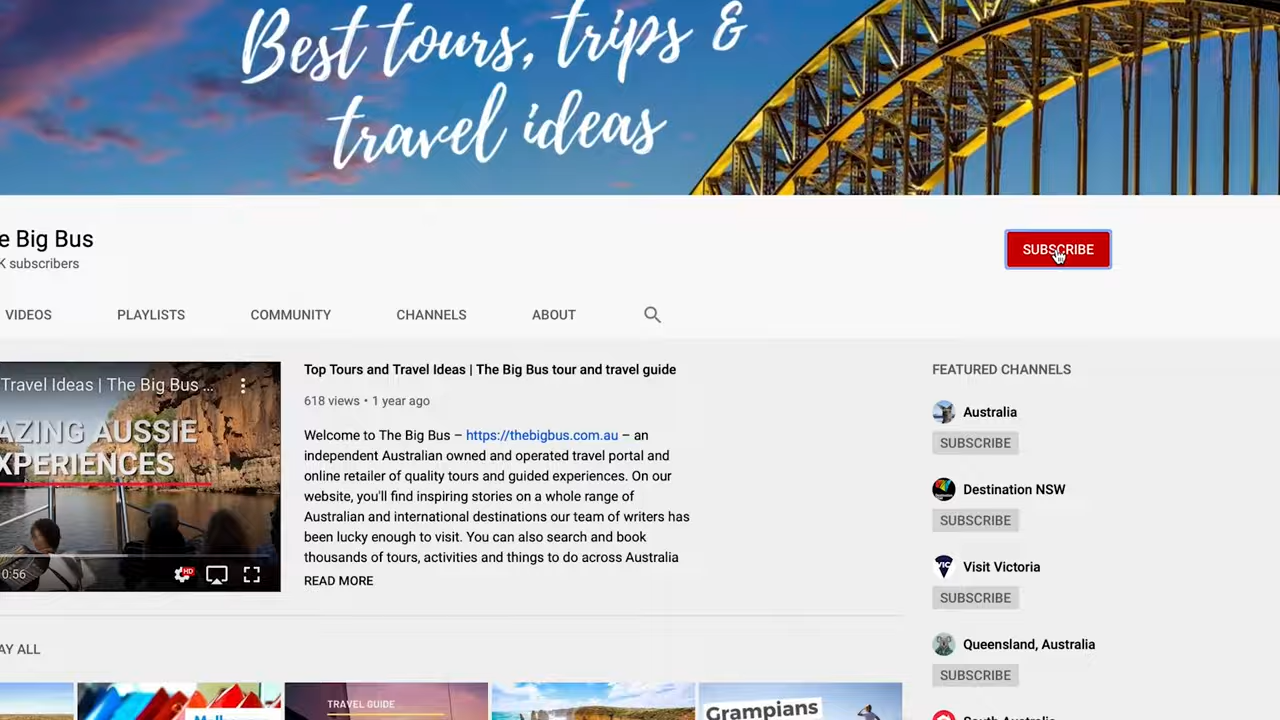 Best tours, trips &
travel ideas
e Big Bus
K subscribers
SUBSCRIBE
VIDEOS PLAYLISTS COMMUNITY CHANNELS ABOUT
Travel Ideas | The Big Bus ...
AZING AUSSIE
XPERIENCES
0:56
HD
Top Tours and Travel Ideas | The Big Bus tour and travel guide
618 views • 1 year ago
Welcome to The Big Bus – https://thebigbus.com.au – an
independent Australian owned and operated travel portal and
online retailer of quality tours and guided experiences. On our
website, you'll find inspiring stories on a whole range of
Australian and international destinations our team of writers has
been lucky enough to visit. You can also search and book
thousands of tours, activities and things to do across Australia
READ MORE
FEATURED CHANNELS
Australia
SUBSCRIBE
Destination NSW
SUBSCRIBE
VIC
Visit Victoria
SUBSCRIBE
Queensland, Australia
SUBSCRIBE
South Australia
AY ALL
Melbourne
TRAVEL GUIDE
Grampians